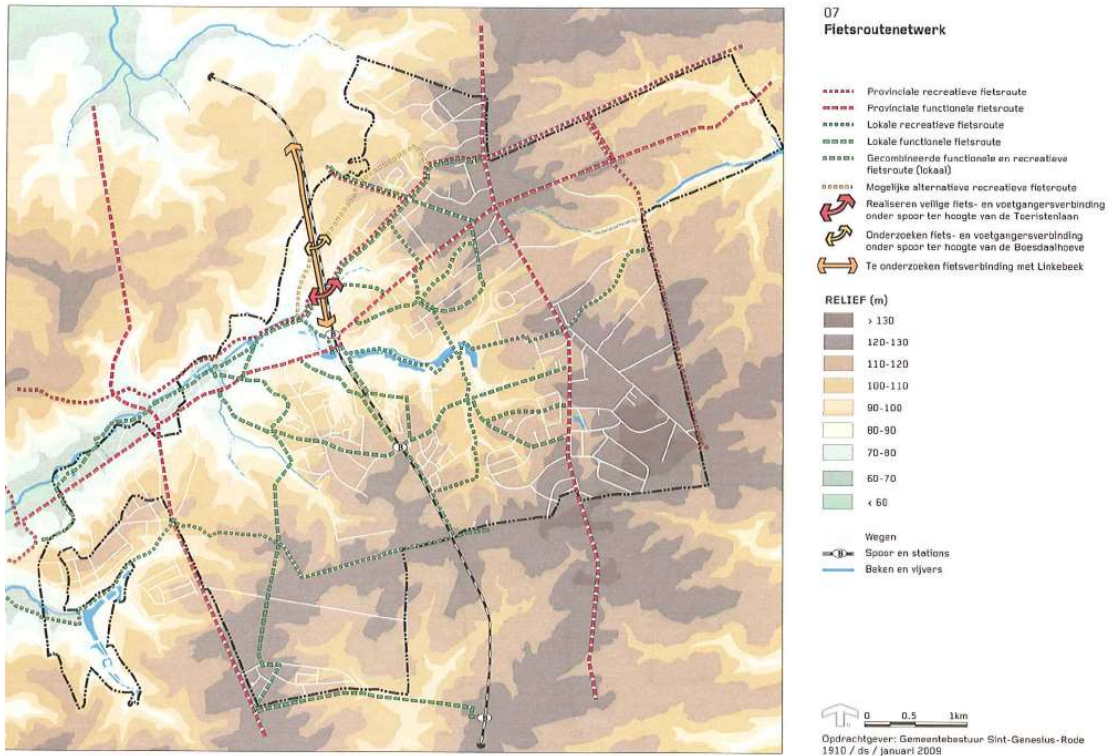 07
Fietsroutenetwerk
Provinciale recreatieve fietsroute
Provinciale functionele fietsroute
Lokale recreatieve fietsroute
Lokale functionele fietsroute
Gecombineerde functionele en recreatieve
fietsroute (lokaal)
Mogelijke alternatieve recreatieve fietsroute
Realiseren veilige fiets- en voetgangersverbinding
onder spoor ter hoogte van de Toeristenlaan
Onderzoeken fiets- en voetgangersverbinding
onder spoor ter hoogte van de Boesdaalhoeve
Te onderzoeken fietsverbinding met Linkebeek
RELIEF (m)
> 130
120-130
110-120
100-110
90-100
80-90
70-80
60-70
< 60
Wegen
B Spoor en stations
Beken en vijvers
0 0.5 1km
Opdrachtgever: Gemeentebestuur Sint-Genesius-Rode
1910 / ds / januari 2009
B
B
B